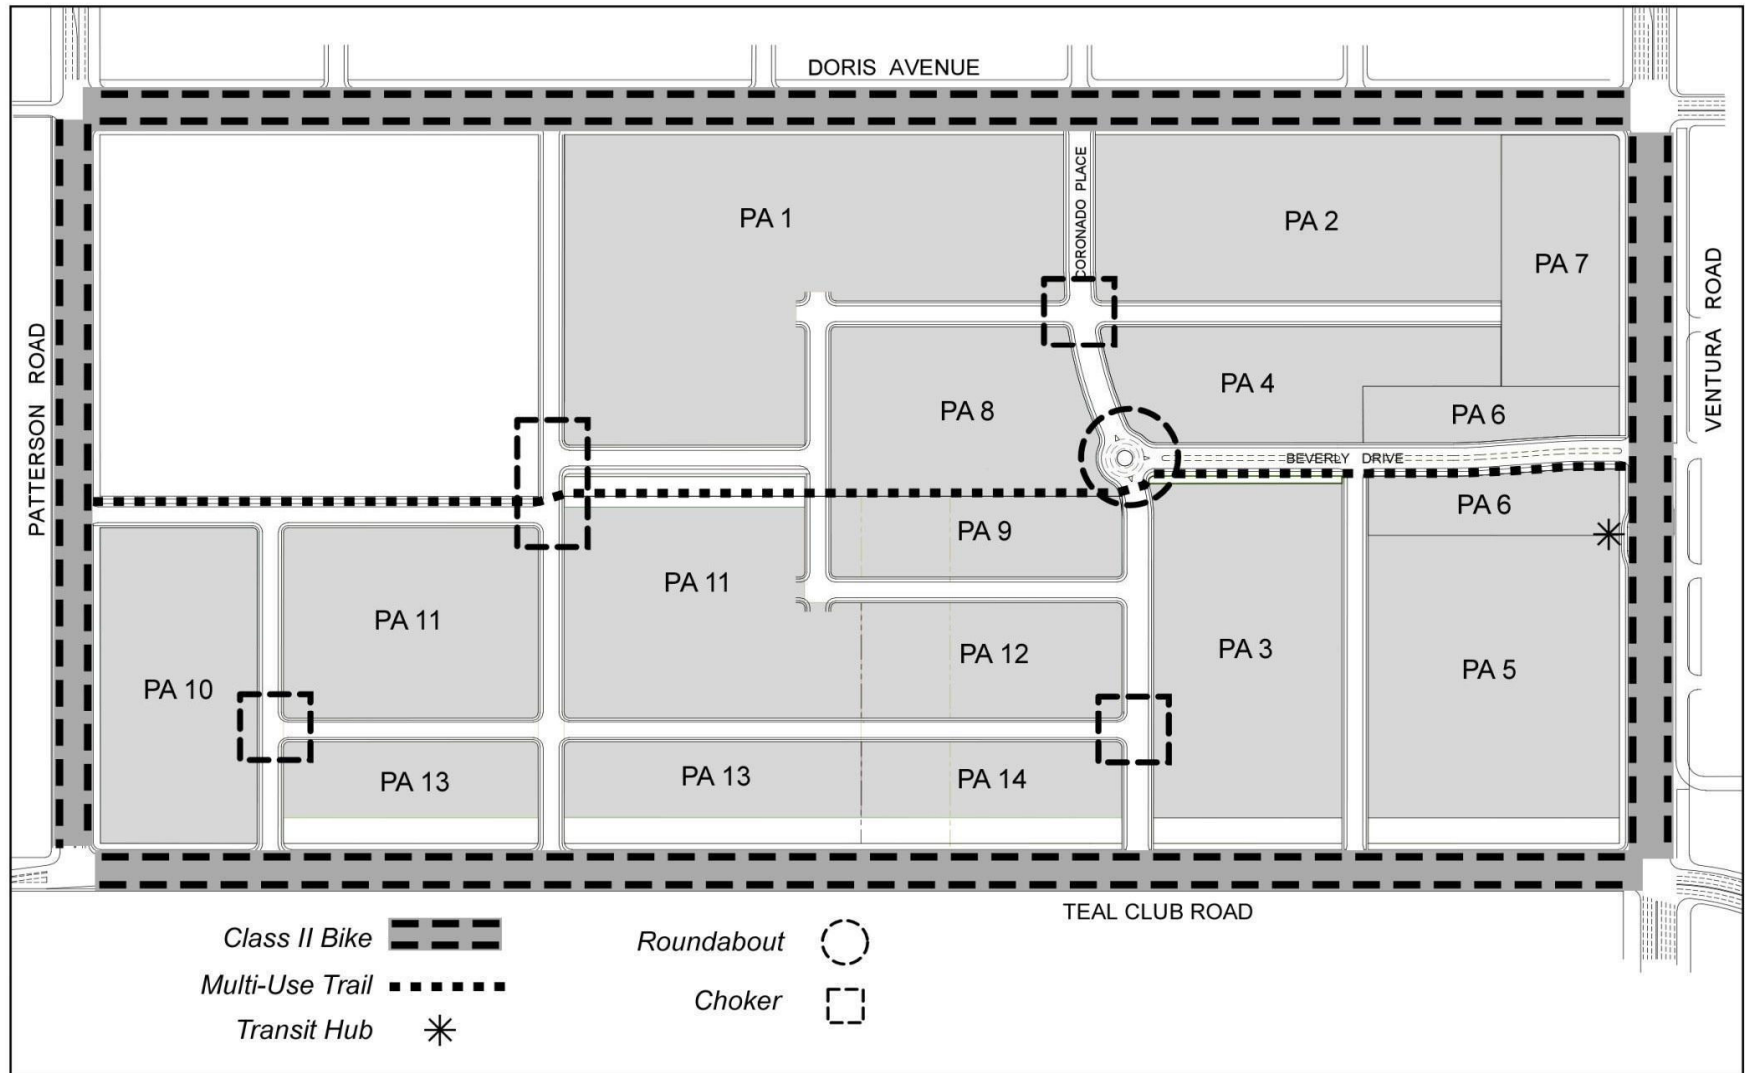 DORIS AVENUE
CORONADO PLACE
PA 1
PA 2
PA 7
PATTERSON ROAD
VENTURA ROAD
PA 4
PA 8
PA 6
BEVERLY DRIVE
PA 6
PA 9
PA 11
PA 11
PA 12
PA 3
PA 5
PA 10
PA 13
PA 13
PA 14
TEAL CLUB ROAD
Class II Bike
Roundabout
Multi-Use Trail
Choker
Transit Hub